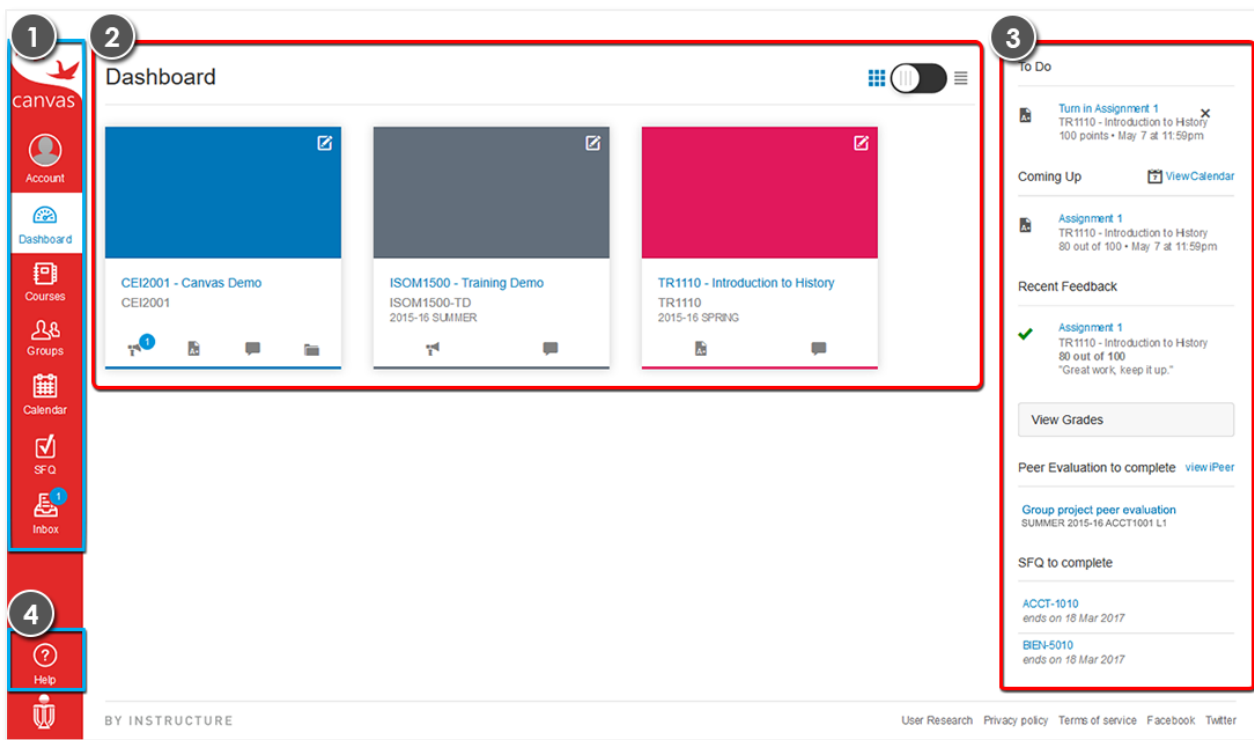 1
canvas
Account
Dashboard
Courses
Groups
Calendar
SFQ
1
Inbox
4
Help
2
Dashboard
CEI2001 - Canvas Demo
CEI2001
1
ISOM1500 - Training Demo
ISOM1500-TD
2015-16 SUMMER
TR1110 - Introduction to History
TR1110
2015-16 SPRING
3
To Do
Turn in Assignment 1
TR1110 - Introduction to History
100 points • May 7 at 11:59pm
Coming Up
7 View Calendar
Assignment 1
TR1110 - Introduction to History
80 out of 100 • May 7 at 11:59pm
Recent Feedback
Assignment 1
TR1110 - Introduction to History
80 out of 100
"Great work, keep it up."
View Grades
Peer Evaluation to complete view iPeer
Group project peer evaluation
SUMMER 2015-16 ACCT1001 L1
SFQ to complete
ACCT-1010
ends on 18 Mar 2017
BIEN-5010
ends on 18 Mar 2017
BY INSTRUCTURE
User Research Privacy policy Terms of service Facebook Twitter